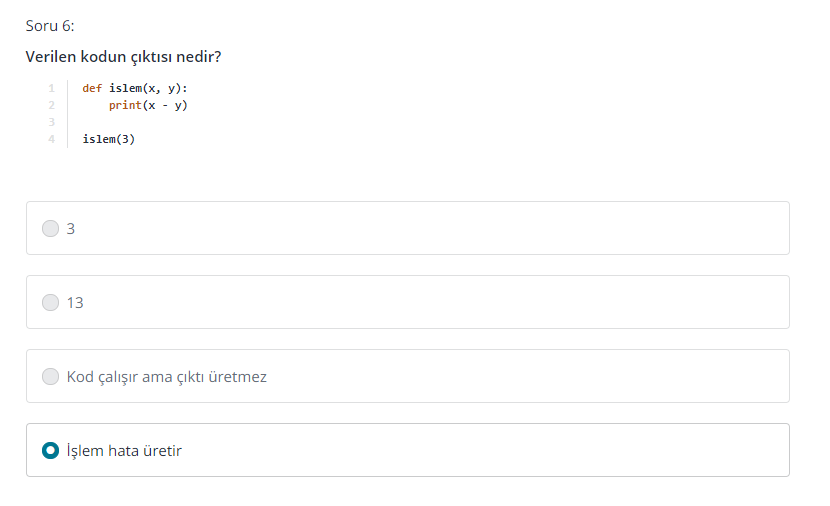 Soru 6:
Verilen kodun çıktısı nedir?
1 def islem(x, y):
2     print(x - y)
3
4 islem(3)
3
13
Kod çalışır ama çıktı üretmez
İşlem hata üretir